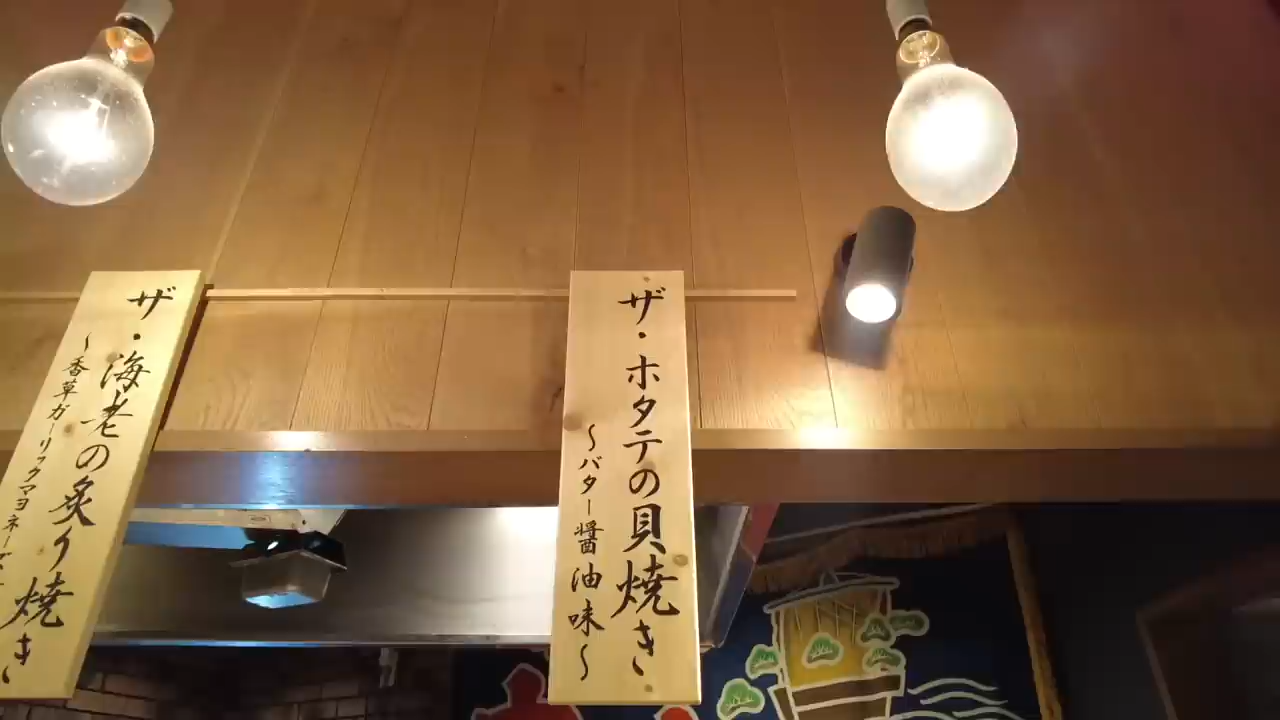 ザ・ホタテの貝焼き
～バター醤油味～
ザ・海老の炙り焼き
～香草ガーリックマヨネーズ